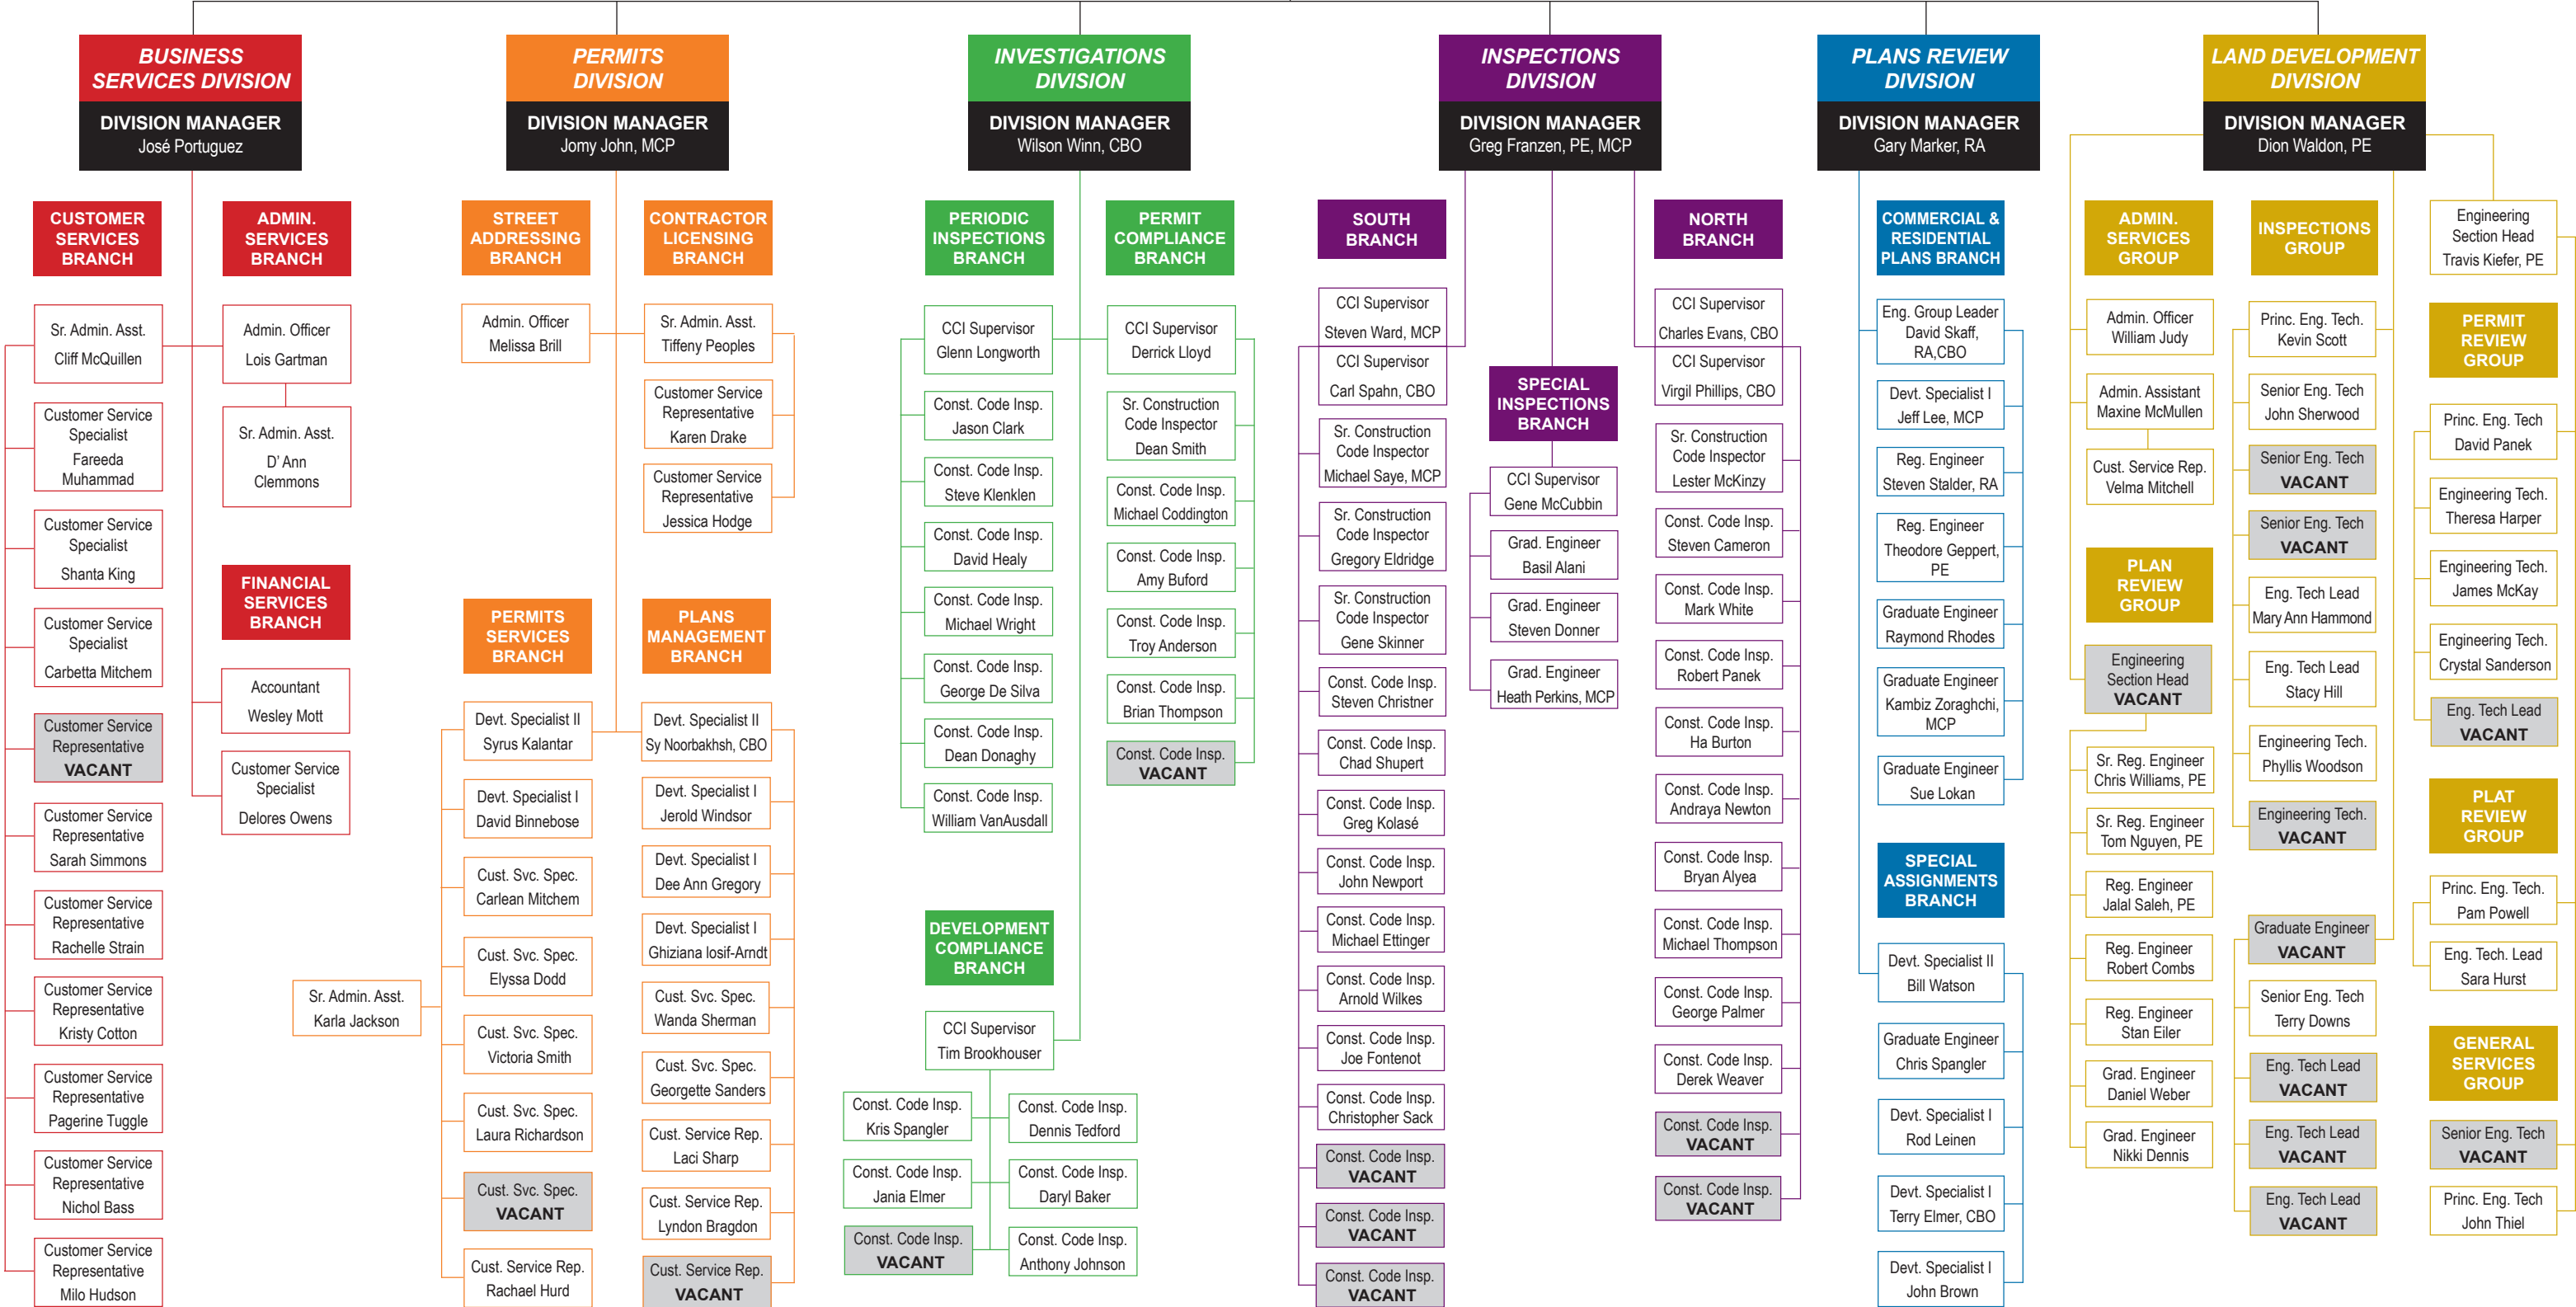 BUSINESS
SERVICES DIVISION
DIVISION MANAGER
José Portuguez
CUSTOMER
SERVICES
BRANCH
Sr. Admin. Asst.
Cliff McQuillen
Customer Service
Specialist
Fareeda
Muhammad
Customer Service
Specialist
Shanta King
Customer Service
Specialist
Carbetta Mitchem
Customer Service
Representative
VACANT
Customer Service
Representative
Sarah Simmons
Customer Service
Representative
Rachelle Strain
Customer Service
Representative
Kristy Cotton
Customer Service
Representative
Pagerine Tuggle
Customer Service
Representative
Nichol Bass
Customer Service
Representative
Milo Hudson
ADMIN.
SERVICES
BRANCH
Admin. Officer
Lois Gartman
Sr. Admin. Asst.
D' Ann
Clemmons
FINANCIAL
SERVICES
BRANCH
Accountant
Wesley Mott
Customer Service
Specialist
Delores Owens
PERMITS
DIVISION
DIVISION MANAGER
Jomy John, MCP
STREET
ADDRESSING
BRANCH
Admin. Officer
Melissa Brill
CONTRACTOR
LICENSING
BRANCH
Sr. Admin. Asst.
Tiffeny Peoples
Customer Service
Representative
Karen Drake
Customer Service
Representative
Jessica Hodge
PERMITS
SERVICES
BRANCH
Devt. Specialist II
Syrus Kalantar
Devt. Specialist I
David Binnebose
Cust. Svc. Spec.
Carlean Mitchem
Cust. Svc. Spec.
Elyssa Dodd
Sr. Admin. Asst.
Karla Jackson
Cust. Svc. Spec.
Victoria Smith
Cust. Svc. Spec.
Laura Richardson
Cust. Svc. Spec.
VACANT
Cust. Service Rep.
Rachael Hurd
PLANS
MANAGEMENT
BRANCH
Devt. Specialist II
Sy Noorbakhsh, CBO
Devt. Specialist I
Jerold Windsor
Devt. Specialist I
Dee Ann Gregory
Devt. Specialist I
Ghiziana Iosif-Arndt
Cust. Svc. Spec.
Wanda Sherman
Cust. Svc. Spec.
Georgette Sanders
Cust. Service Rep.
Laci Sharp
Cust. Service Rep.
Lyndon Bragdon
Cust. Service Rep.
VACANT
INVESTIGATIONS
DIVISION
DIVISION MANAGER
Wilson Winn, CBO
PERIODIC
INSPECTIONS
BRANCH
CCI Supervisor
Glenn Longworth
Const. Code Insp.
Jason Clark
Const. Code Insp.
Steve Klenklen
Const. Code Insp.
David Healy
Const. Code Insp.
Michael Wright
Const. Code Insp.
George De Silva
Const. Code Insp.
Dean Donaghy
Const. Code Insp.
William VanAusdall
PERMIT
COMPLIANCE
BRANCH
CCI Supervisor
Derrick Lloyd
Sr. Construction
Code Inspector
Dean Smith
Const. Code Insp.
Michael Coddington
Const. Code Insp.
Amy Buford
Const. Code Insp.
Troy Anderson
Const. Code Insp.
Brian Thompson
Const. Code Insp.
VACANT
DEVELOPMENT
COMPLIANCE
BRANCH
CCI Supervisor
Tim Brookhouser
Const. Code Insp.
Kris Spangler
Const. Code Insp.
Dennis Tedford
Const. Code Insp.
Jania Elmer
Const. Code Insp.
Daryl Baker
Const. Code Insp.
VACANT
Const. Code Insp.
Anthony Johnson
INSPECTIONS
DIVISION
DIVISION MANAGER
Greg Franzen, PE, MCP
SOUTH
BRANCH
CCI Supervisor
Steven Ward, MCP
CCI Supervisor
Carl Spahn, CBO
Sr. Construction
Code Inspector
Michael Saye, MCP
Sr. Construction
Code Inspector
Gregory Eldridge
Sr. Construction
Code Inspector
Gene Skinner
Const. Code Insp.
Steven Christner
Const. Code Insp.
Chad Shupert
Const. Code Insp.
Greg Kolasé
Const. Code Insp.
John Newport
Const. Code Insp.
Michael Ettinger
Const. Code Insp.
Arnold Wilkes
Const. Code Insp.
Joe Fontenot
Const. Code Insp.
Christopher Sack
Const. Code Insp.
VACANT
Const. Code Insp.
VACANT
Const. Code Insp.
VACANT
SPECIAL
INSPECTIONS
BRANCH
CCI Supervisor
Gene McCubbin
Grad. Engineer
Basil Alani
Grad. Engineer
Steven Donner
Grad. Engineer
Heath Perkins, MCP
NORTH
BRANCH
CCI Supervisor
Charles Evans, CBO
CCI Supervisor
Virgil Phillips, CBO
Sr. Construction
Code Inspector
Lester McKinzy
Const. Code Insp.
Steven Cameron
Const. Code Insp.
Mark White
Const. Code Insp.
Robert Panek
Const. Code Insp.
Ha Burton
Const. Code Insp.
Andraya Newton
Const. Code Insp.
Bryan Alyea
Const. Code Insp.
Michael Thompson
Const. Code Insp.
George Palmer
Const. Code Insp.
Derek Weaver
Const. Code Insp.
VACANT
Const. Code Insp.
VACANT
PLANS REVIEW
DIVISION
DIVISION MANAGER
Gary Marker, RA
COMMERCIAL &
RESIDENTIAL
PLANS BRANCH
Eng. Group Leader
David Skaff,
RA,CBO
Devt. Specialist I
Jeff Lee, MCP
Reg. Engineer
Steven Stalder, RA
Reg. Engineer
Theodore Geppert,
PE
Graduate Engineer
Raymond Rhodes
Graduate Engineer
Kambiz Zoraghchi,
MCP
Graduate Engineer
Sue Lokan
SPECIAL
ASSIGNMENTS
BRANCH
Devt. Specialist II
Bill Watson
Graduate Engineer
Chris Spangler
Devt. Specialist I
Rod Leinen
Devt. Specialist I
Terry Elmer, CBO
Devt. Specialist I
John Brown
LAND DEVELOPMENT
DIVISION
DIVISION MANAGER
Dion Waldon, PE
ADMIN.
SERVICES
GROUP
Admin. Officer
William Judy
Admin. Assistant
Maxine McMullen
Cust. Service Rep.
Velma Mitchell
PLAN
REVIEW
GROUP
Engineering
Section Head
VACANT
Sr. Reg. Engineer
Chris Williams, PE
Sr. Reg. Engineer
Tom Nguyen, PE
Reg. Engineer
Jalal Saleh, PE
Reg. Engineer
Robert Combs
Reg. Engineer
Stan Eiler
Grad. Engineer
Daniel Weber
Grad. Engineer
Nikki Dennis
INSPECTIONS
GROUP
Princ. Eng. Tech.
Kevin Scott
Senior Eng. Tech
John Sherwood
Senior Eng. Tech
VACANT
Senior Eng. Tech
VACANT
Eng. Tech Lead
Mary Ann Hammond
Eng. Tech Lead
Stacy Hill
Engineering Tech.
Phyllis Woodson
Engineering Tech.
VACANT
Graduate Engineer
VACANT
Senior Eng. Tech
Terry Downs
Eng. Tech Lead
VACANT
Eng. Tech Lead
VACANT
Eng. Tech Lead
VACANT
Engineering
Section Head
Travis Kiefer, PE
PERMIT
REVIEW
GROUP
Princ. Eng. Tech
David Panek
Engineering Tech.
Theresa Harper
Engineering Tech.
James McKay
Engineering Tech.
Crystal Sanderson
Eng. Tech Lead
VACANT
PLAT
REVIEW
GROUP
Princ. Eng. Tech.
Pam Powell
Eng. Tech. Lead
Sara Hurst
GENERAL
SERVICES
GROUP
Senior Eng. Tech
VACANT
Princ. Eng. Tech
John Thiel